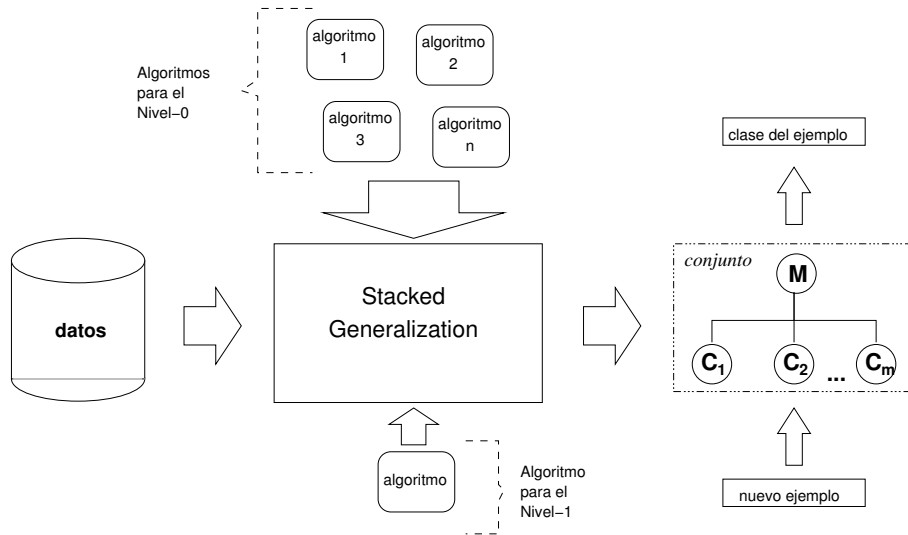 algoritmo
1
algoritmo
2
Algoritmos
para el
Nivel−0
algoritmo
3
algoritmo
n
clase del ejemplo
datos
Stacked
Generalization
conjunto
M
C1
C2
...
Cm
algoritmo
Algoritmo
para el
Nivel−1
nuevo ejemplo